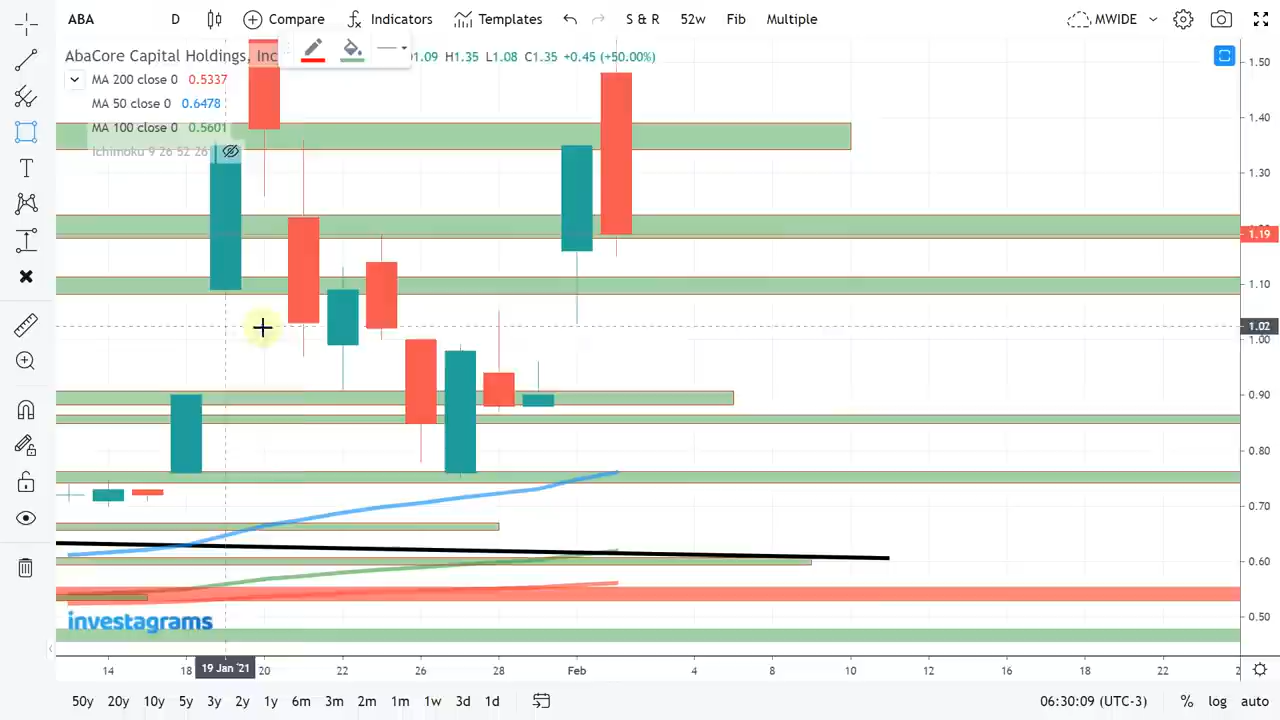 ABA D Compare Indicators Templates S & R 52w Fib Multiple MWIDE
AbaCore Capital Holdings, Inc 01.09 H1.35 L1.08 C1.35 +0.45 (+50.00%)
MA 200 close 0 0.5337
MA 50 close 0 0.6478
MA 100 close 0 0.5601
Ichimoku 9 26 52 26
1.50
1.40
1.30
1.19
1.10
1.02
1.00
0.90
0.80
0.70
0.60
0.50
investagrams
14 18 19 Jan '21 20 22 26 28 Feb 4 8 10 12 16 18 22 2
50y 20y 10y 5y 3y 2y 1y 6m 3m 2m 1m 1w 3d 1d 06:30:09 (UTC-3) % log auto